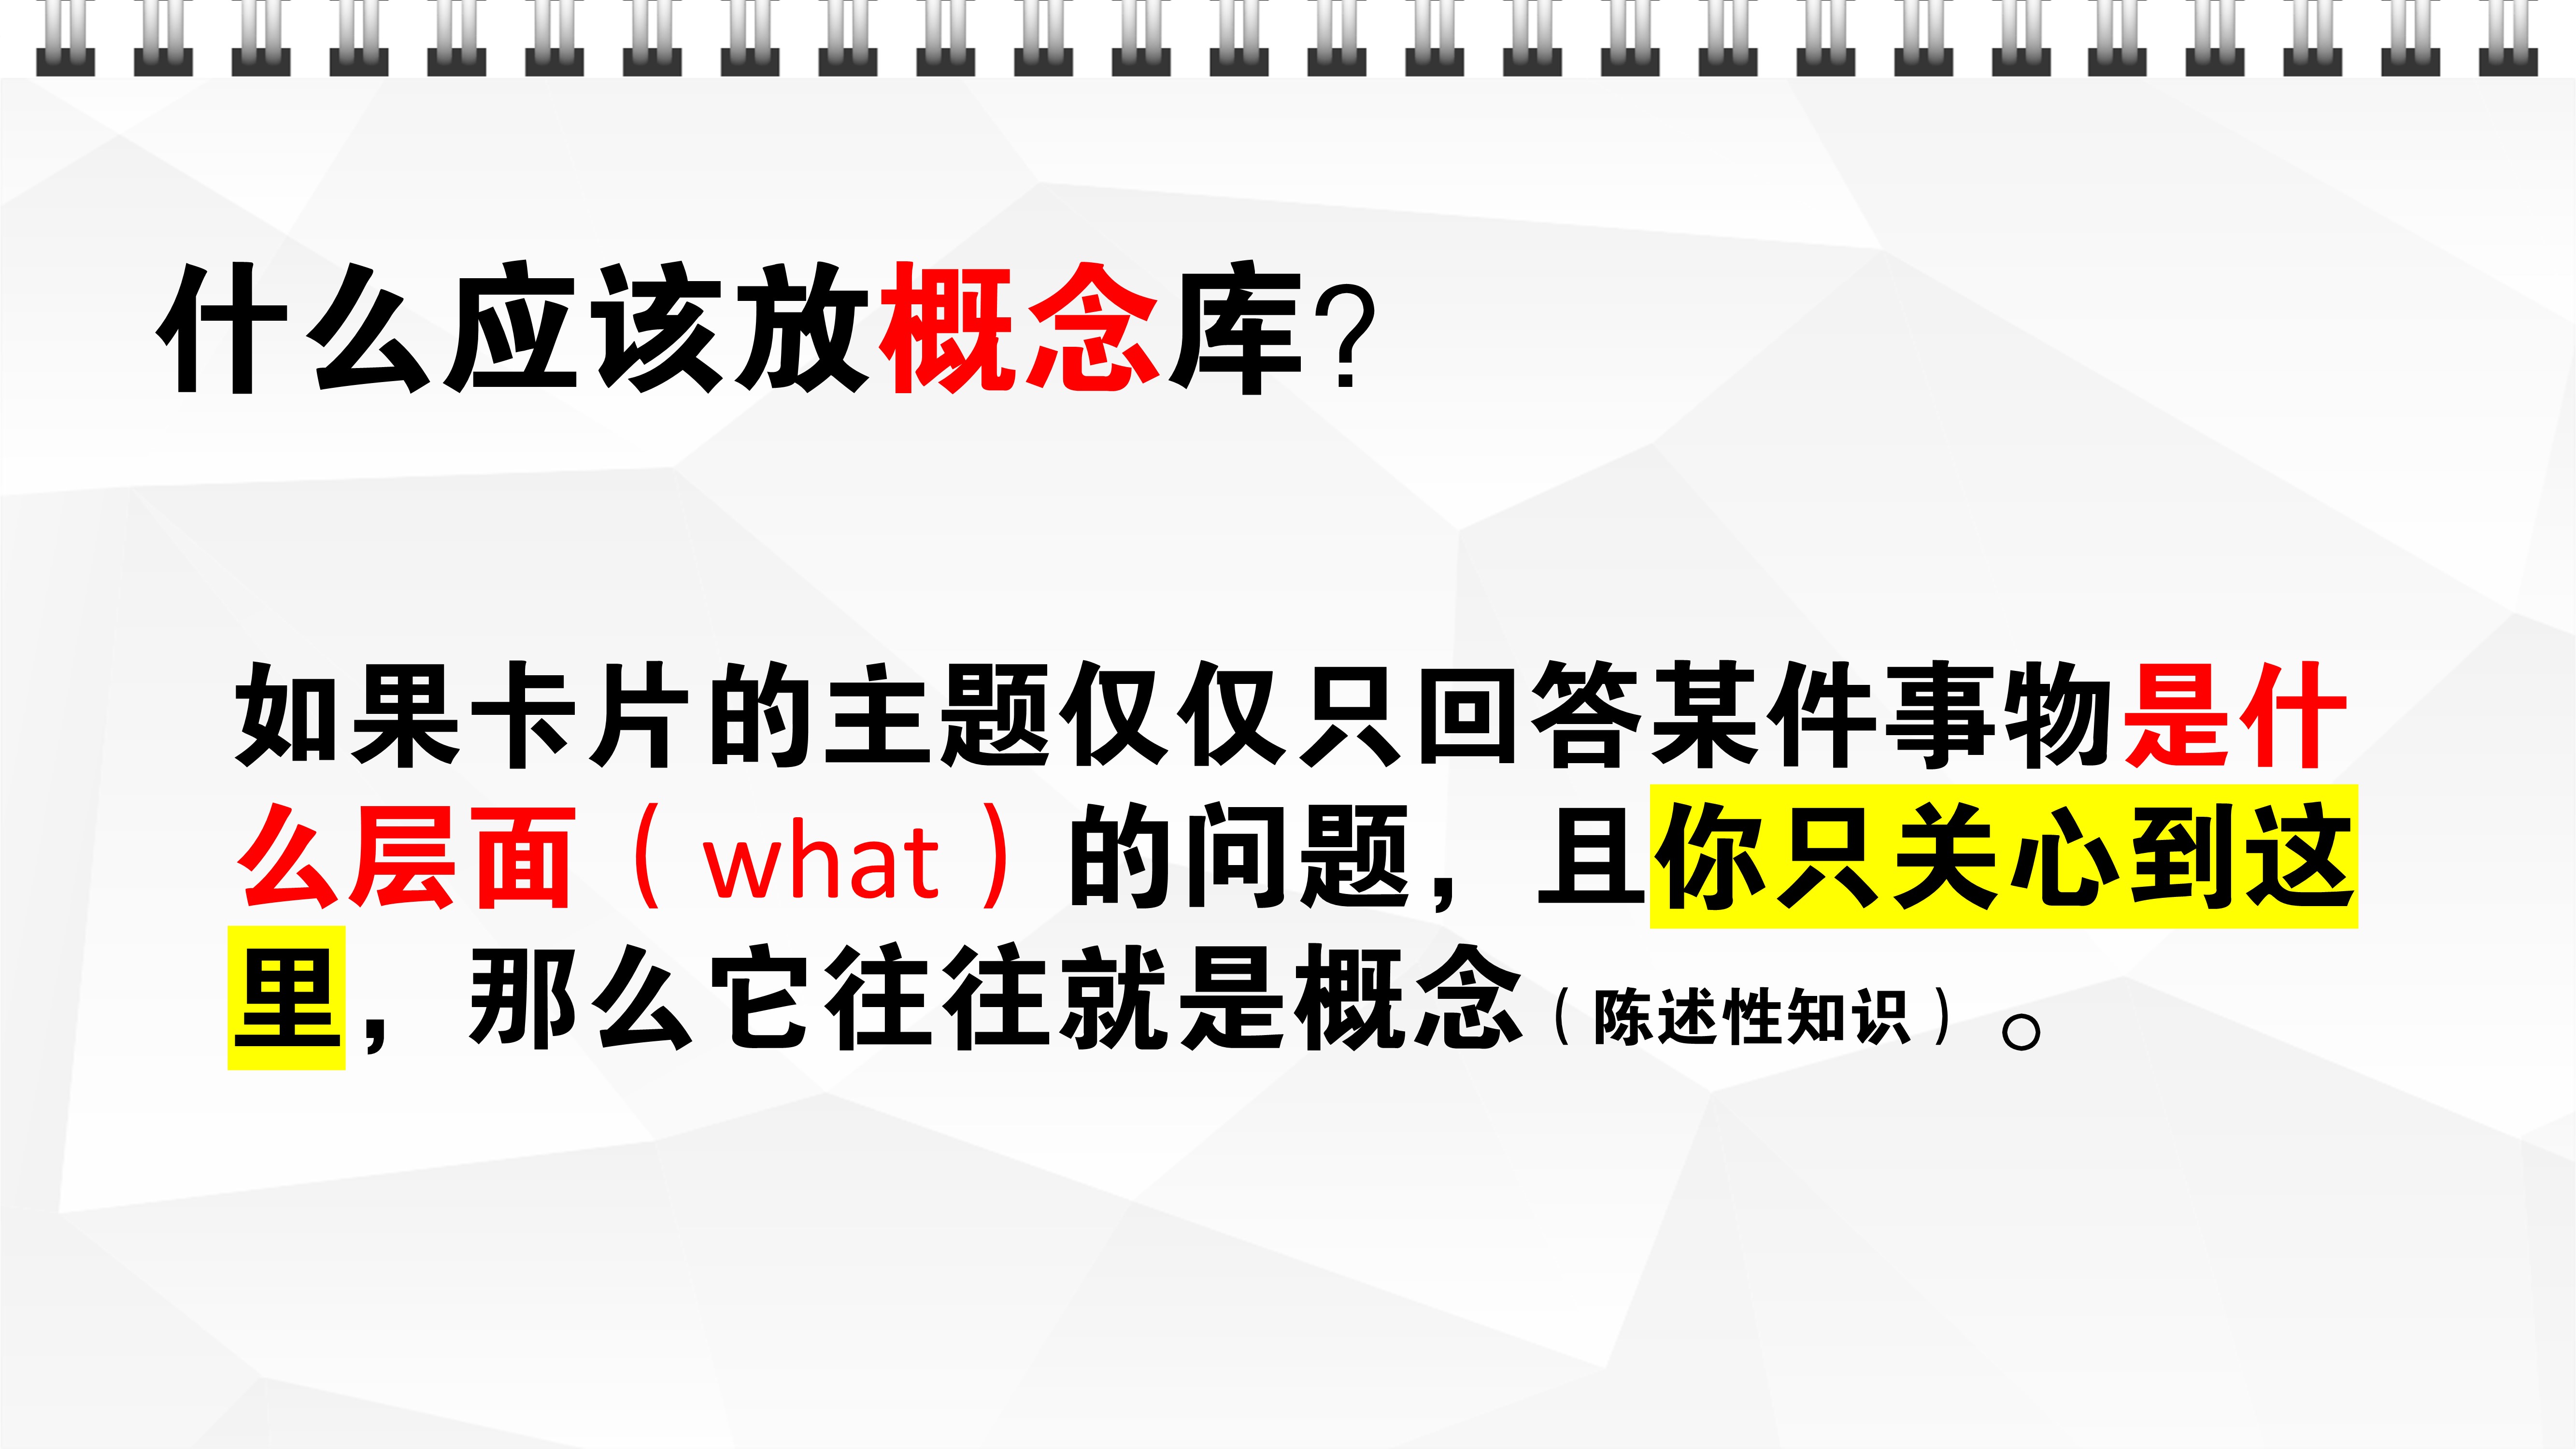 什么应该放概念库?
如果卡片的主题仅仅只回答某件事物是什
么层面（what）的问题，且你只关心到这
里，那么它往往就是概念（陈述性知识）。